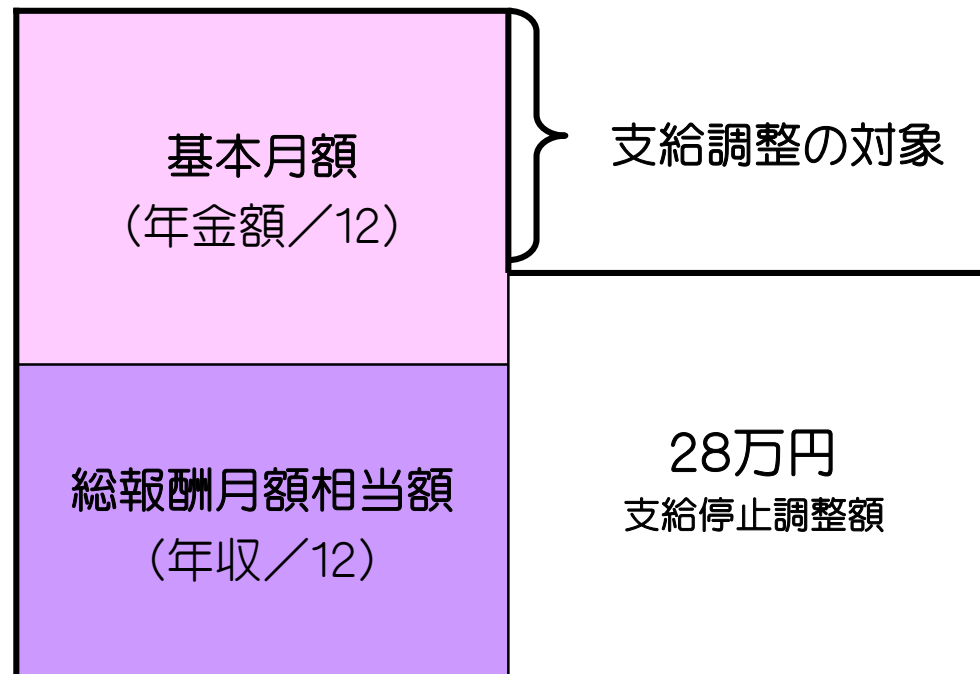 基本月額
(年金額／12)
支給調整の対象
総報酬月額相当額
(年収／12)
28万円
支給停止調整額